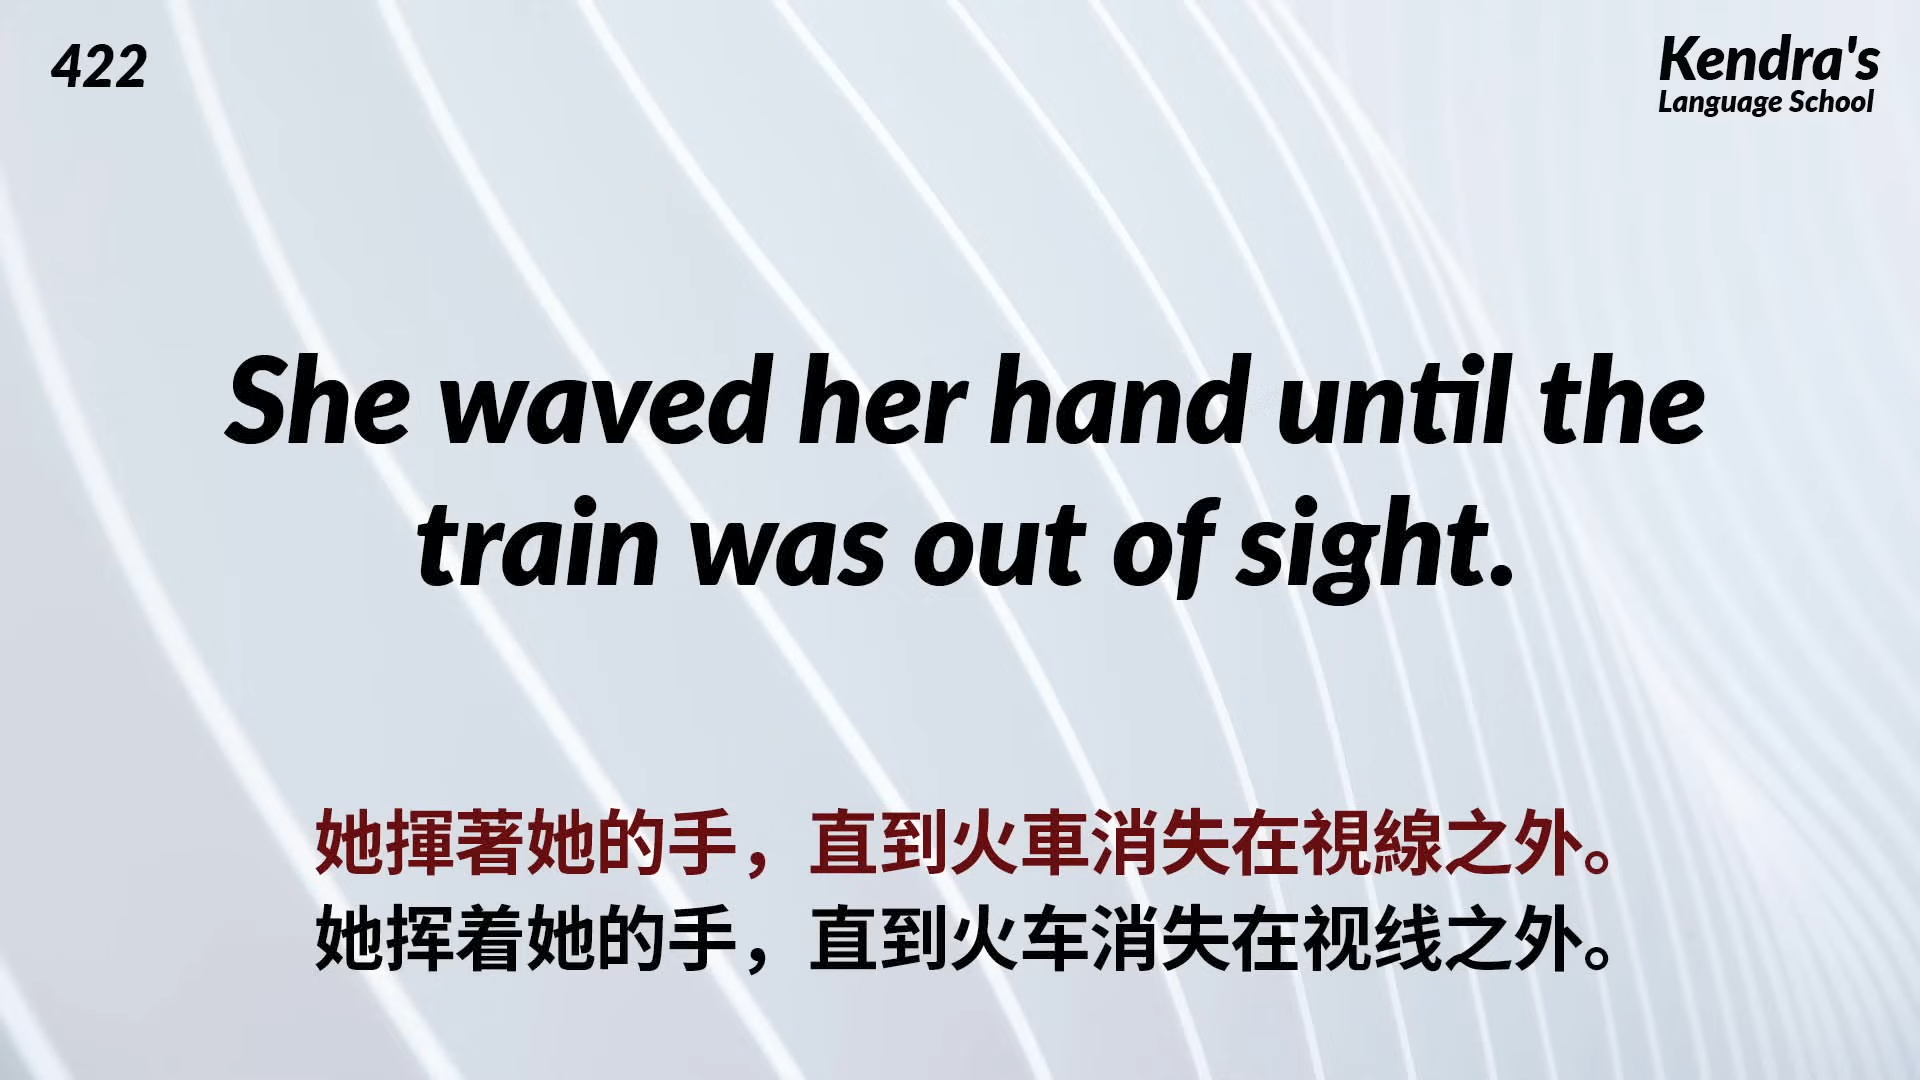 422
Kendra's
Language School
She waved her hand until the
train was out of sight.
她揮著她的手，直到火車消失在視線之外。
她挥着她的手，直到火车消失在视线之外。